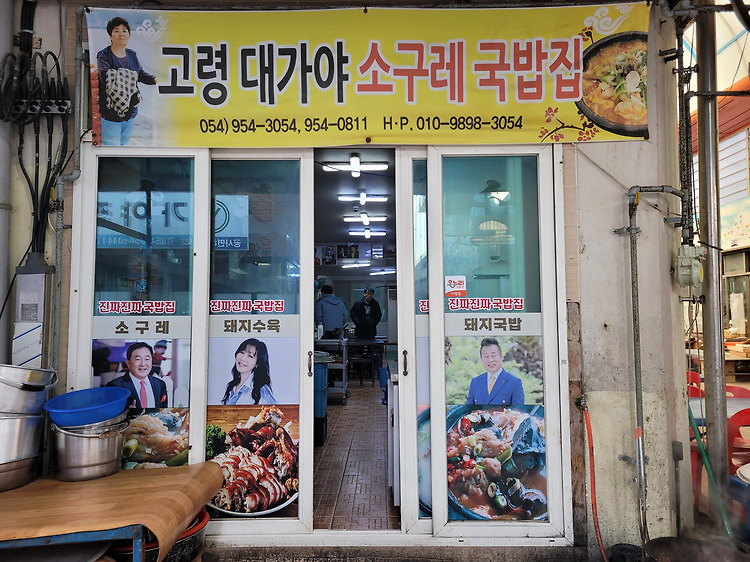 고령 대가야 소구레 국밥집
054) 954-3054, 954-0811 H·P. 010-9898-3054
진짜진짜국밥집
소구레
진짜진짜국밥집
돼지수육
진짜진짜국밥집
돼지국밥